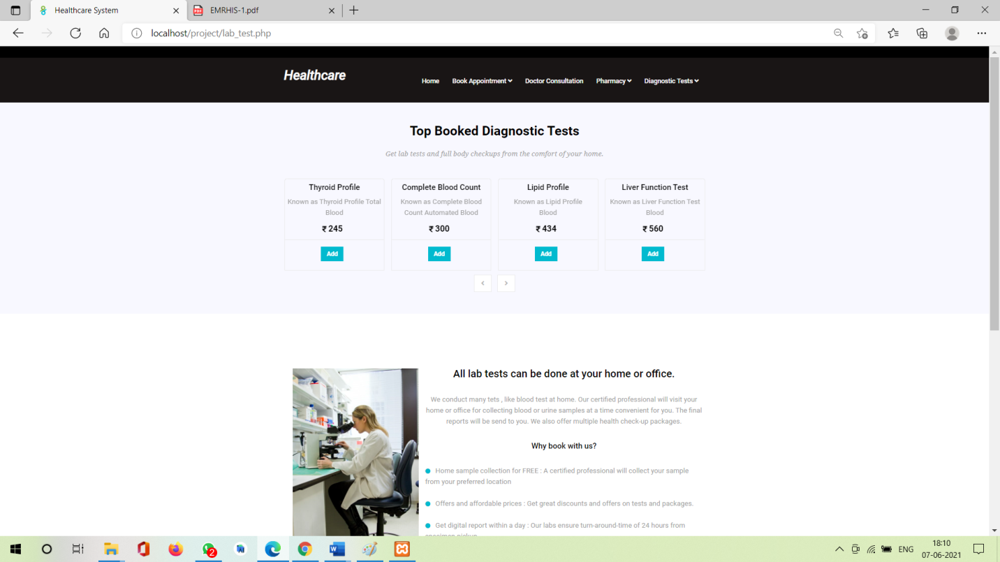 Healthcare System
EMRHIS-1.pdf
localhost/project/lab_test.php
Healthcare
Home Book Appointment Doctor Consultation Pharmacy Diagnostic Tests
Top Booked Diagnostic Tests
Get lab tests and full body checkups from the comfort of your home.
Thyroid Profile
Known as Thyroid Profile Total
Blood
₹ 245
Add
Complete Blood Count
Known as Complete Blood
Count Automated Blood
₹ 300
Add
Lipid Profile
Known as Lipid Profile
Blood
₹ 434
Add
Liver Function Test
Known as Liver Function Test
Blood
₹ 560
Add
All lab tests can be done at your home or office.
We conduct many tets , like blood test at home. Our certified professional will visit your
home or office for collecting blood or urine samples at a time convenient for you. The final
reports will be send to you. We also offer multiple health check-up packages.
Why book with us?
Home sample collection for FREE : A certified professional will collect your sample
from your preferred location
Offers and affordable prices : Get great discounts and offers on tests and packages.
Get digital report within a day : Our labs ensure turn-around-time of 24 hours from
specimen pickup
2
ENG
18:10
07-06-2021